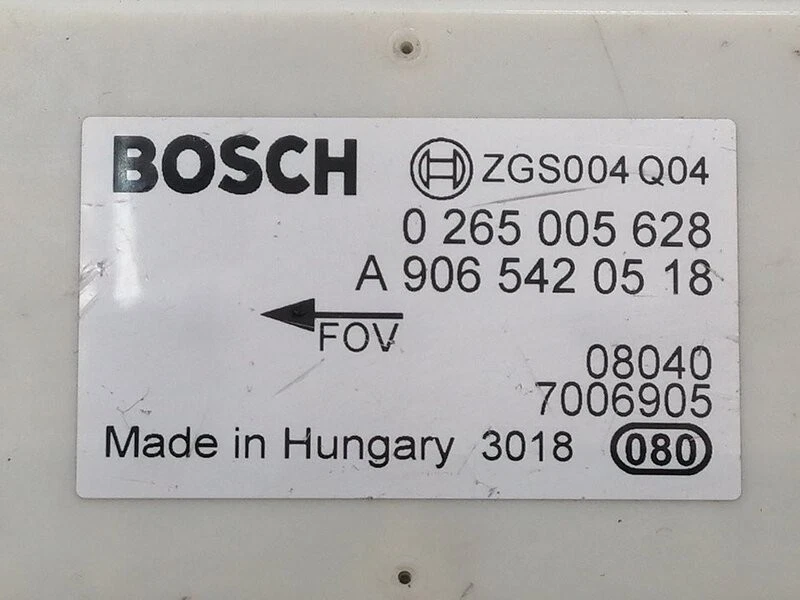 BOSCH ZGS004 Q04
0 265 005 628
A 906 542 05 18
FOV
08040
7006905
Made in Hungary 3018 080